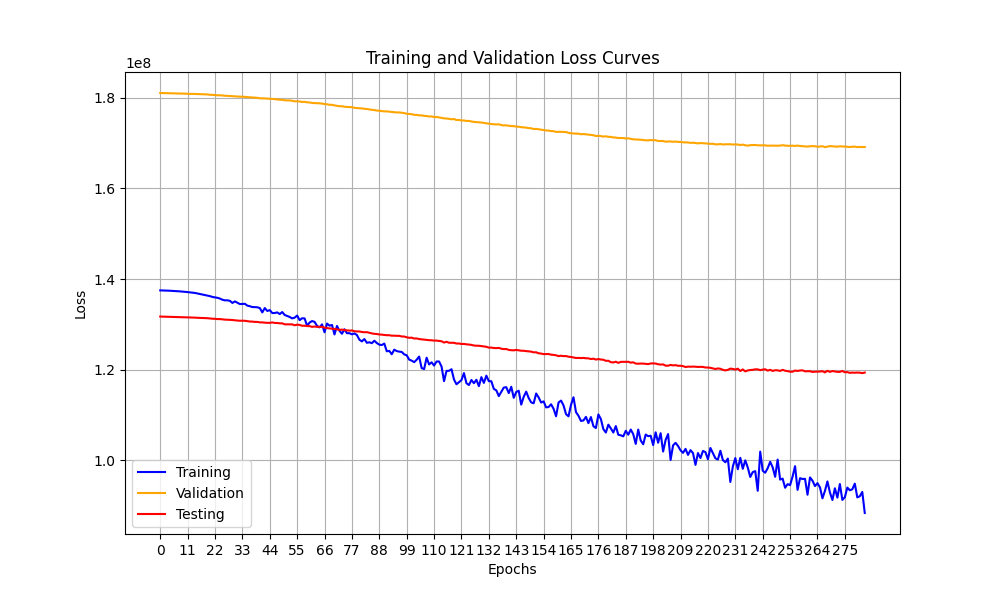 Training and Validation Loss Curves
1e8
1.8
1.6
1.4
1.2
1.0
Loss
Training
Validation
Testing
0 11 22 33 44 55 66 77 88 99 110 121 132 143 154 165 176 187 198 209 220 231 242 253 264 275
Epochs